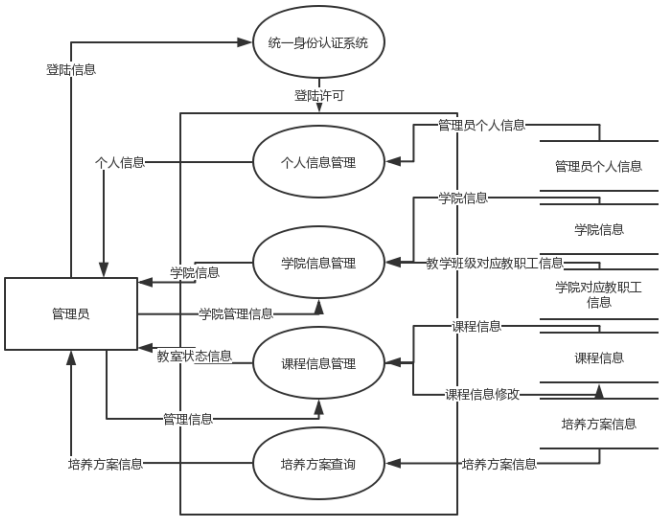 统一身份认证系统
登陆信息
登陆许可
管理员个人信息
个人信息
个人信息管理
管理员个人信息
学院信息
学院信息
教学班级对应教职工信息
学院信息管理
学院信息
学院对应教职工
信息
管理员
学院管理信息
课程信息
教室状态信息
课程信息管理
课程信息
课程信息修改
管理信息
培养方案信息
培养方案信息
培养方案查询
培养方案信息